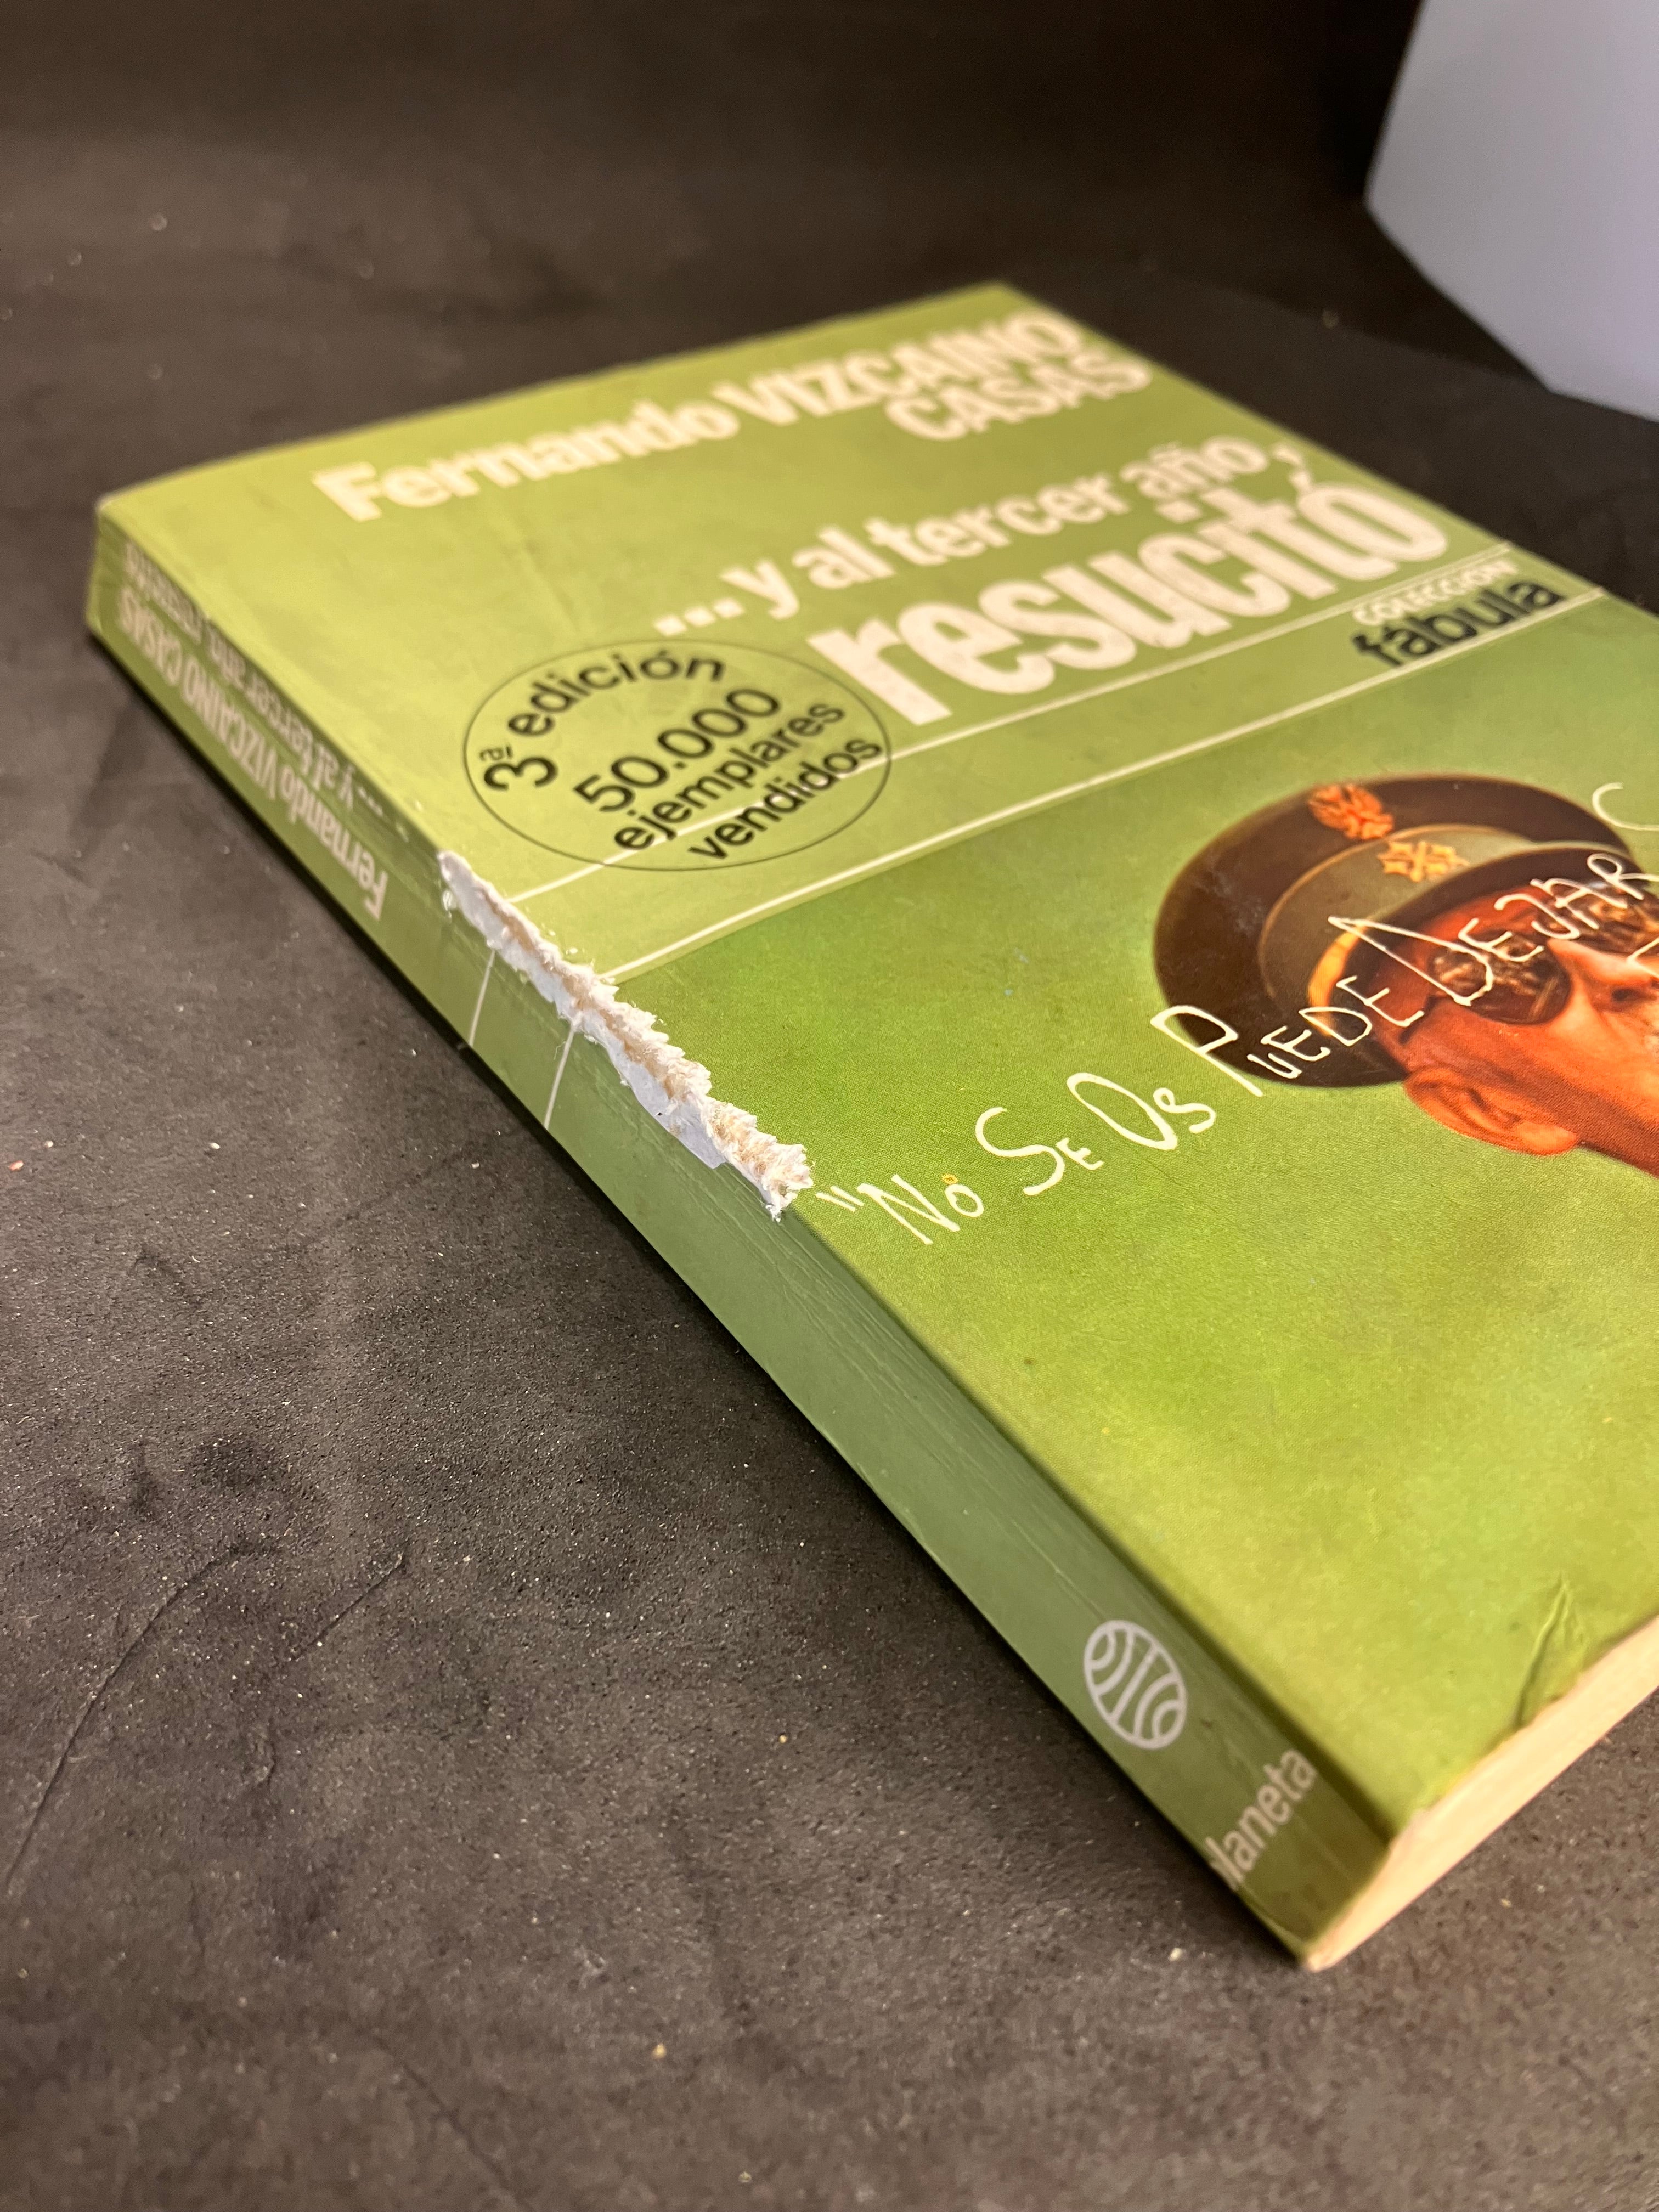 Fernando VIZCAINO
CASAS
...y al tercer año,
resucitó
COLECCIÓN
fábula
3ª edición
50.000
ejemplares
vendidos
"No SE OS PUEDE DEJAR
Fernando VIZCAINO CASAS
...y al tercer año, resucitó
planeta